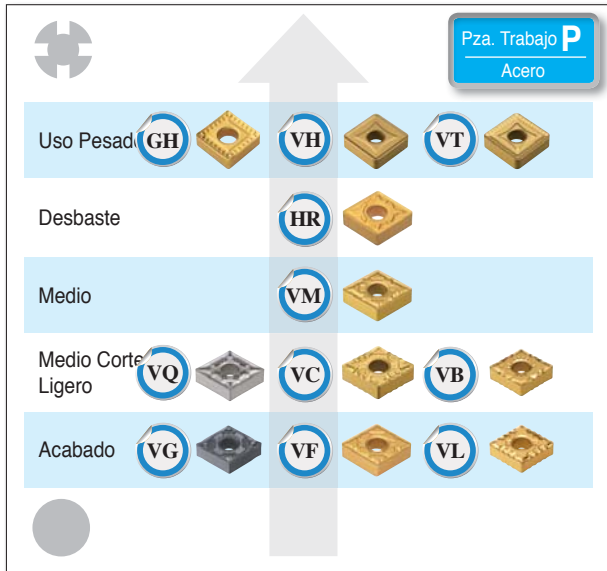 Pza. Trabajo P
Acero
Uso Pesado GH VH VT
Desbaste HR
Medio VM
Medio Corte
Ligero VQ VC VB
Acabado VG VF VL